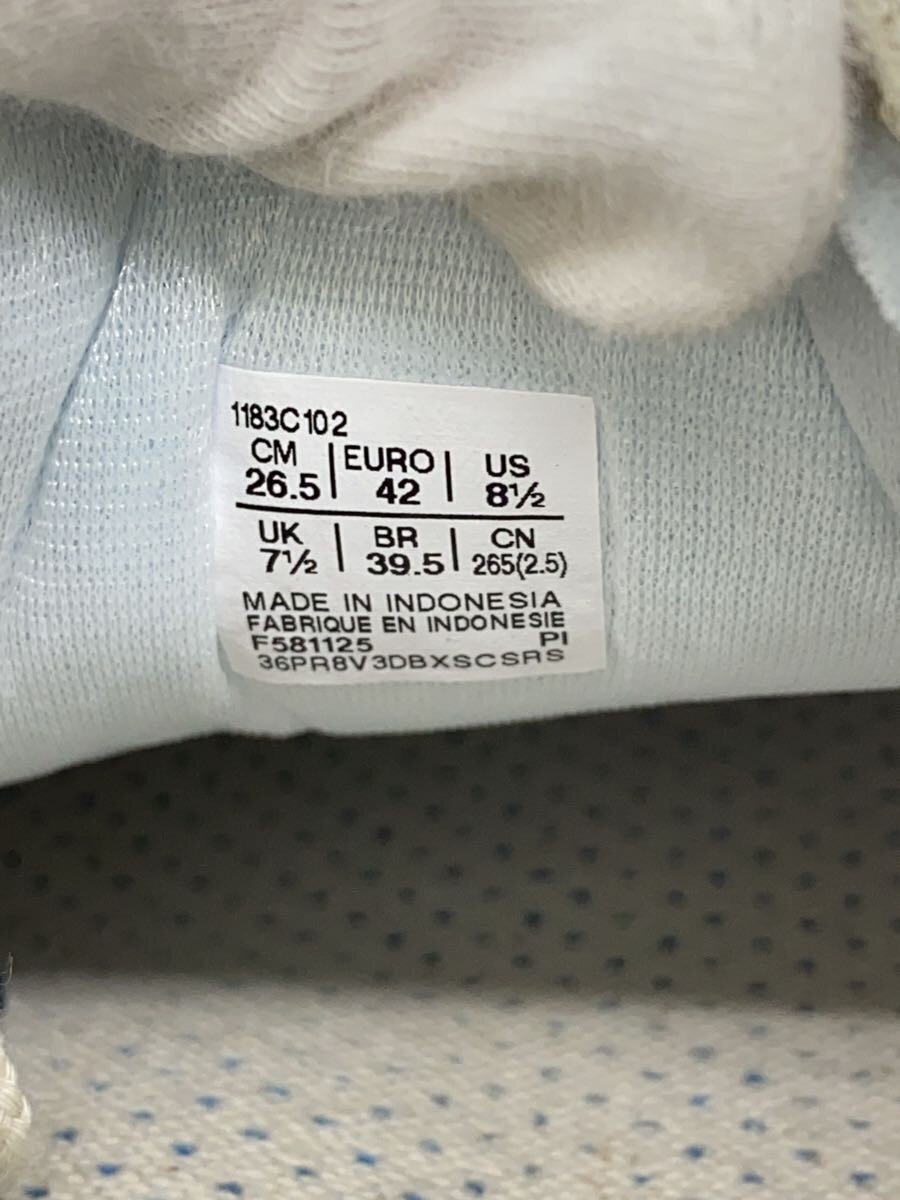 1183C102
CM | EURO | US
26.5 | 42 | 8½
UK | BR | CN
7½ | 39.5 | 265(2.5)
MADE IN INDONESIA
FABRIQUE EN INDONESIE
F581125 PI
36PR8V3DBXSCSRS